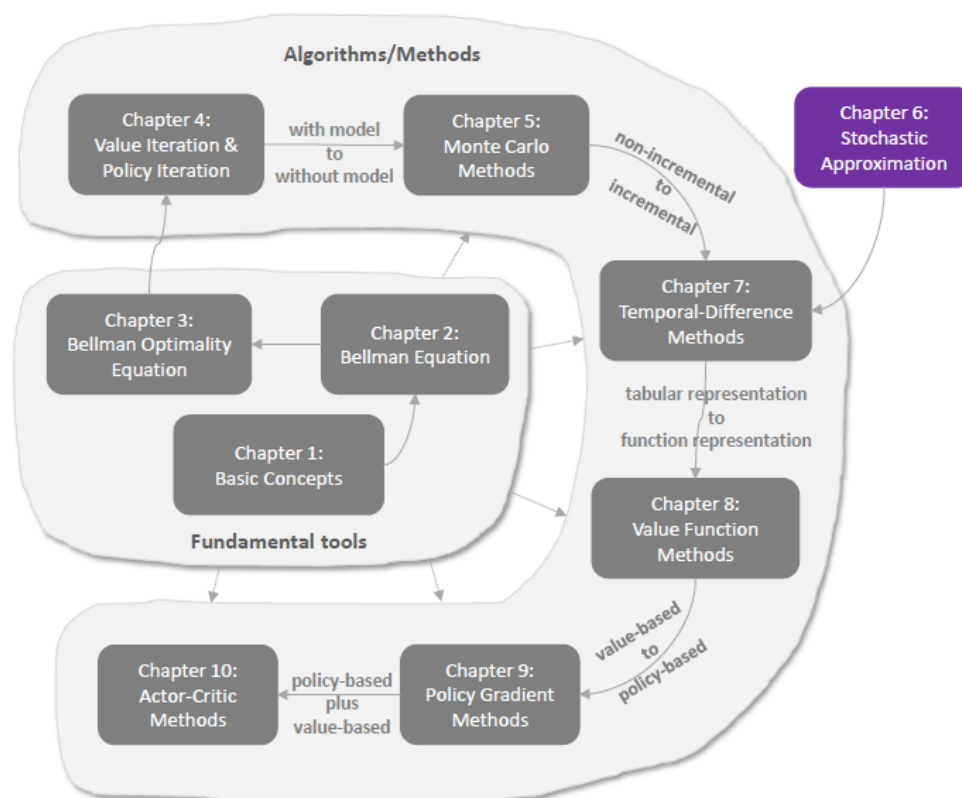 Algorithms/Methods
Chapter 4:
Value Iteration &
Policy Iteration
with model
to
without model
Chapter 5:
Monte Carlo
Methods
non-incremental
to
incremental
Chapter 6:
Stochastic
Approximation
Chapter 3:
Bellman Optimality
Equation
Chapter 2:
Bellman Equation
Chapter 7:
Temporal-Difference
Methods
Chapter 1:
Basic Concepts
Fundamental tools
tabular representation
to
function representation
Chapter 8:
Value Function
Methods
value-based
to
policy-based
Chapter 10:
Actor-Critic
Methods
policy-based
plus
value-based
Chapter 9:
Policy Gradient
Methods